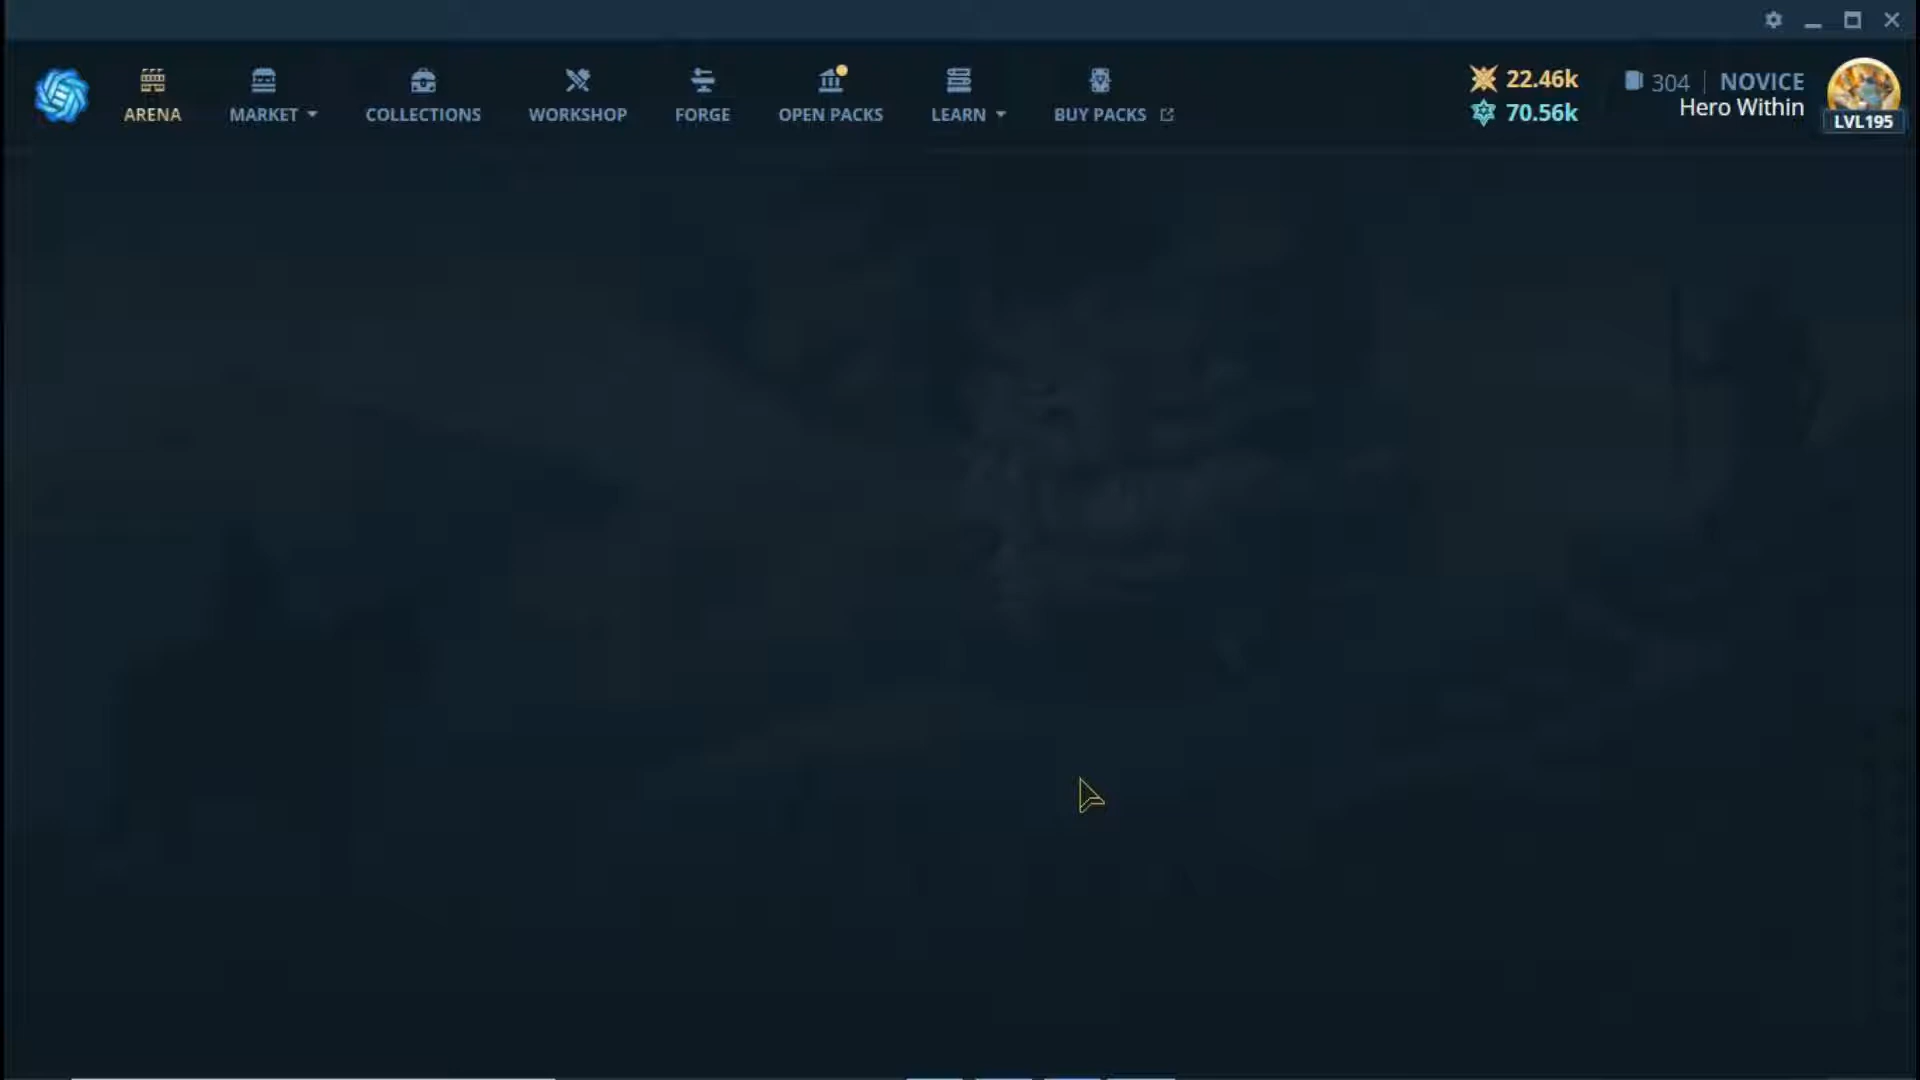 ARENA
MARKET
COLLECTIONS
WORKSHOP
FORGE
OPEN PACKS
LEARN
BUY PACKS
22.46k
70.56k
304 | NOVICE
Hero Within
LVL195